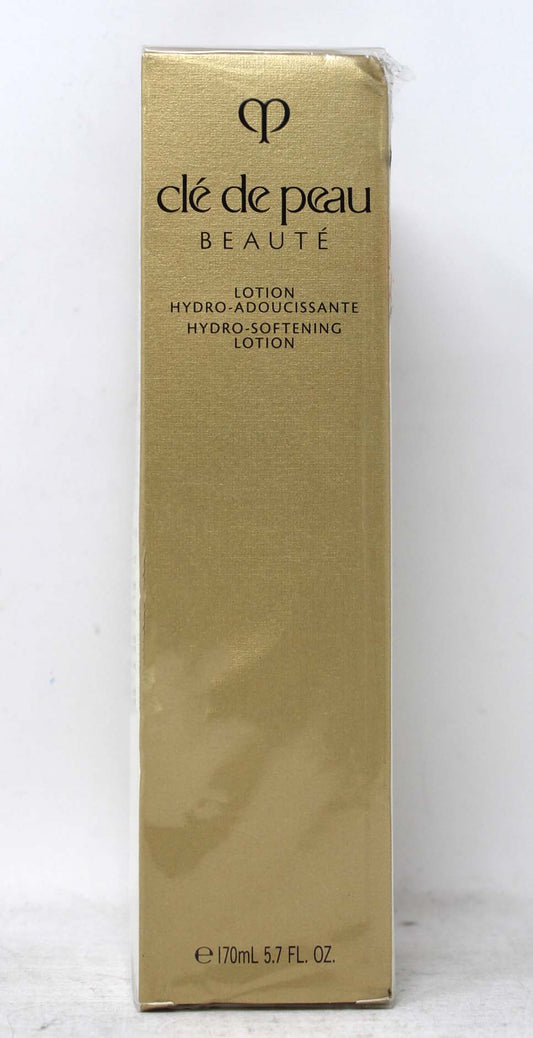 clé de peau
BEAUTÉ
LOTION
HYDRO-ADOUCISSANTE
HYDRO-SOFTENING
LOTION
℮ 170mL 5.7 FL. OZ.